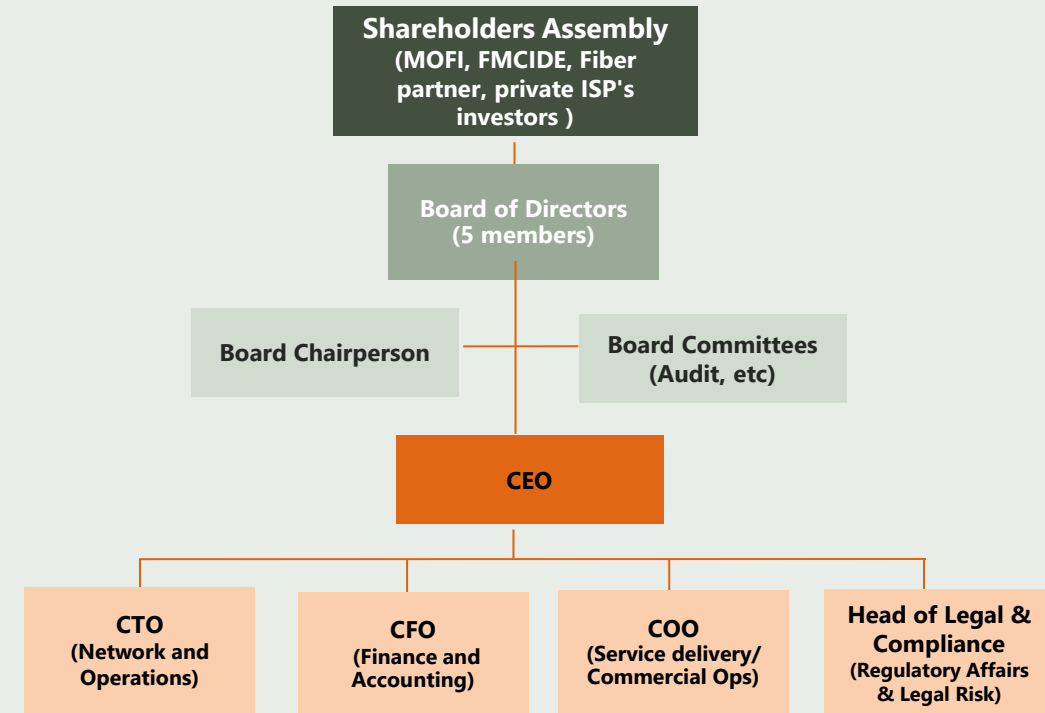 Shareholders Assembly
(MOFI, FMCIDE, Fiber
partner, private ISP's
investors )
Board of Directors
(5 members)
Board Chairperson
Board Committees
(Audit, etc)
CEO
CTO
(Network and
Operations)
CFO
(Finance and
Accounting)
COO
(Service delivery/
Commercial Ops)
Head of Legal &
Compliance
(Regulatory Affairs
& Legal Risk)